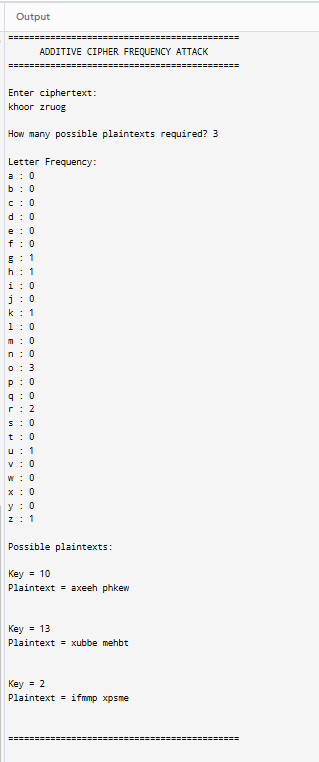 Output
============================================
ADDITIVE CIPHER FREQUENCY ATTACK
============================================
Enter ciphertext:
khoor zruog
How many possible plaintexts required? 3
Letter Frequency:
a : 0
b : 0
c : 0
d : 0
e : 0
f : 0
g : 1
h : 1
i : 0
j : 0
k : 1
l : 0
m : 0
n : 0
o : 3
p : 0
q : 0
r : 2
s : 0
t : 0
u : 1
v : 0
w : 0
x : 0
y : 0
z : 1
Possible plaintexts:
Key = 10
Plaintext = axeeh phkew
Key = 13
Plaintext = xubbe mehbt
Key = 2
Plaintext = ifmmp xpsme
============================================